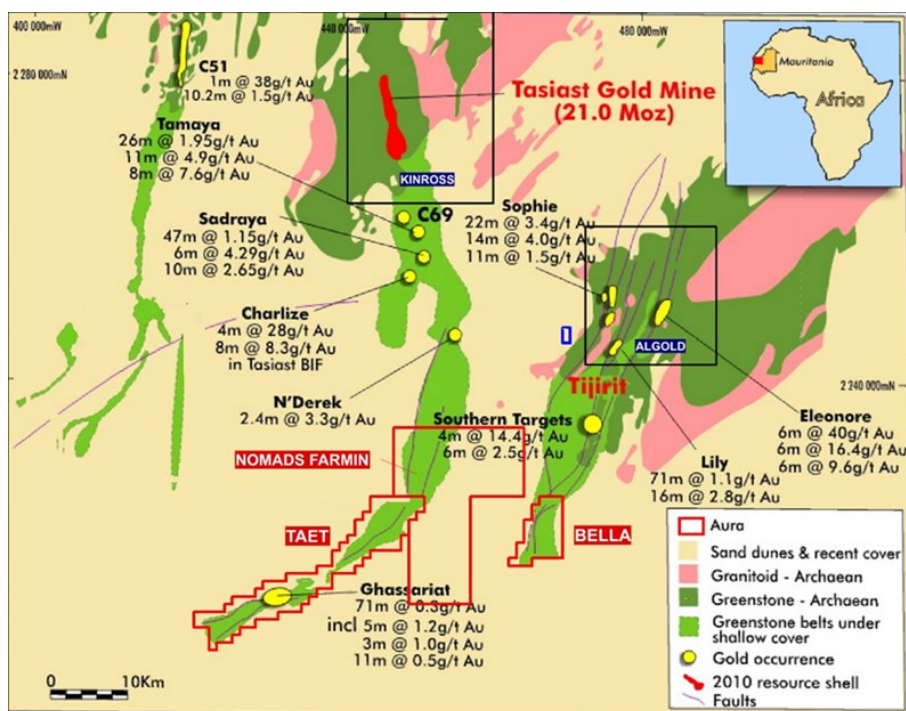 400 000mW
440 000mW
480 000mW
2 280 000mN
C51
1m @ 38g/t Au
10.2m @ 1.5g/t Au
Tasiast Gold Mine
(21.0 Moz)
Mauritania
Africa
Tamaya
26m @ 1.95g/t Au
11m @ 4.9g/t Au
8m @ 7.6g/t Au
KINROSS
C69
Sophie
22m @ 3.4g/t Au
14m @ 4.0g/t Au
11m @ 1.5g/t Au
Sadraya
47m @ 1.15g/t Au
6m @ 4.29g/t Au
10m @ 2.65g/t Au
Charlize
4m @ 28g/t Au
8m @ 8.3g/t Au
in Tasiast BIF
ALGOLD
N'Derek
2.4m @ 3.3g/t Au
Tijirit
2 240 000mN
Southern Targets
4m @ 14.4g/t Au
6m @ 2.5g/t Au
Eleonore
6m @ 40g/t Au
6m @ 16.4g/t Au
6m @ 9.6g/t Au
Lily
71m @ 1.1g/t Au
16m @ 2.8g/t Au
NOMADS FARMIN
TAET
BELLA
Ghassariat
71m @ 0.3g/t Au
incl 5m @ 1.2g/t Au
3m @ 1.0g/t Au
11m @ 0.5g/t Au
Aura
Sand dunes & recent cover
Granitoid - Archaean
Greenstone - Archaean
Greenstone belts under
shallow cover
Gold occurrence
2010 resource shell
Faults
0 10Km